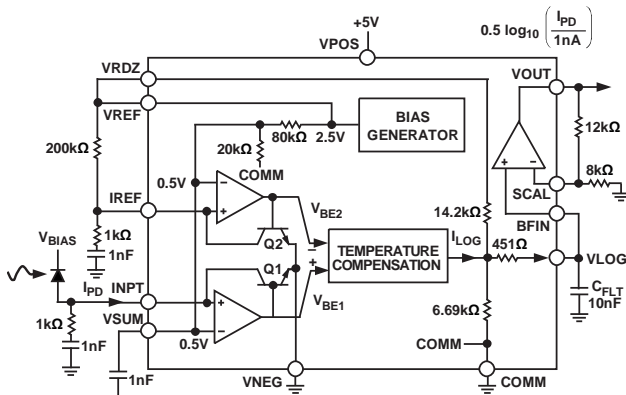 +5V
0.5 log10 (IPD / 1nA)
VPOS
VRDZ
VOUT
VREF
BIAS
GENERATOR
80kΩ
2.5V
20kΩ
COMM
200kΩ
0.5V
12kΩ
8kΩ
SCAL
BFIN
IREF
VBE2
14.2kΩ
ILOG
451Ω
VLOG
1kΩ
1nF
VBIAS
Q2
Q1
TEMPERATURE
COMPENSATION
IPD
INPT
VBE1
CFLT
10nF
6.69kΩ
1kΩ
VSUM
0.5V
COMM
1nF
1nF
VNEG
COMM